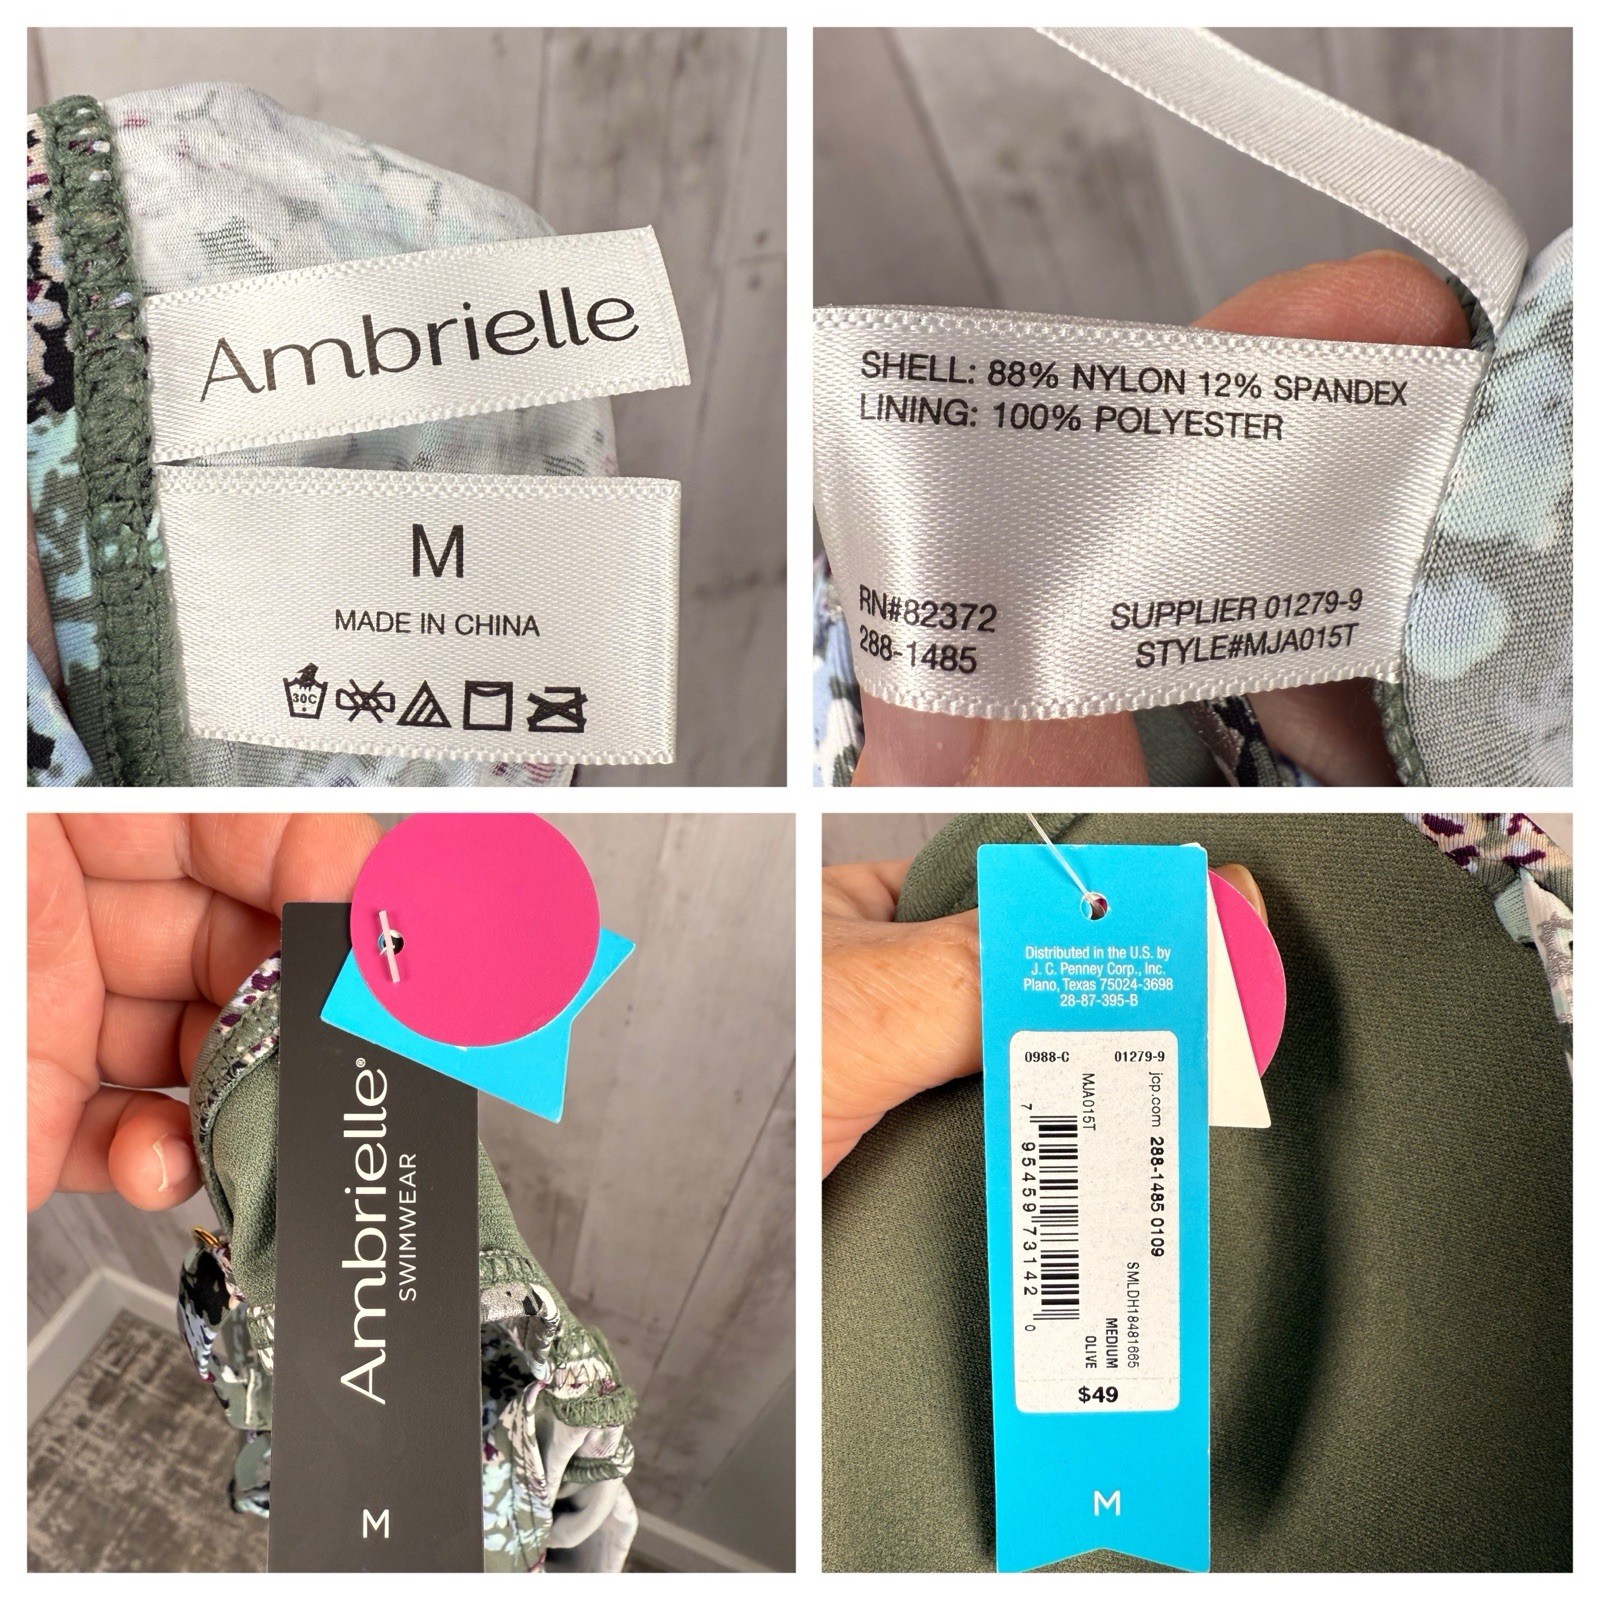 Ambrielle
M
MADE IN CHINA
30C
SHELL: 88% NYLON 12% SPANDEX
LINING: 100% POLYESTER
RN#82372
288-1485
SUPPLIER 01279-9
STYLE#MJA015T
Ambrielle®
SWIMWEAR
M
Distributed in the U.S. by
J. C. Penney Corp., Inc.
Plano, Texas 75024-3698
28-87-395-B
0988-C 01279-9
jcp.com 288-1485 0109
MJA015T
7 95459 73142 0
SMLDH18481665
MEDIUM
OLIVE
$49
M